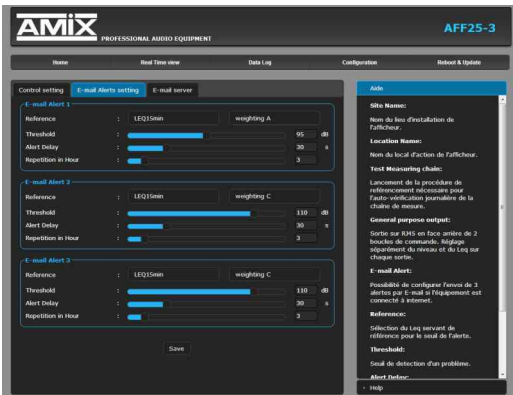 AMIX PROFESSIONAL AUDIO EQUIPMENT
AFF25-3
Home Real Time view Data Log Configuration Reboot & Update
Control setting E-mail Alerts setting E-mail server
E-mail Alert 1
Reference : LEQ15min weighting A
Threshold : 95 dB
Alert Delay : 30 s
Repetition in Hour : 3
E-mail Alert 2
Reference : LEQ15min weighting C
Threshold : 110 dB
Alert Delay : 30 s
Repetition in Hour : 3
E-mail Alert 3
Reference : LEQ15min weighting C
Threshold : 110 dB
Alert Delay : 30 s
Repetition in Hour : 3
Save
Aide
Site Name:
Nom du lieu d'installation de
l'afficheur.
Location Name:
Nom du local d'action de l'afficheur.
Test Measuring chain:
Lancement de la procédure de
référencement nécessaire pour
l'auto-vérification journalière de la
chaîne de mesure.
General purpose output:
Sortie sur RJ45 en face arrière de 2
boucles de commande. Réglage
séparément du niveau et du Leq sur
chaque sortie.
E-mail Alert:
Possibilité de configurer l'envoi de 3
alertes par E-mail si l'équipement est
connecté à internet.
Reference:
Sélection du Leq servant de
référence pour le seuil de l'alerte.
Threshold:
Seuil de detection d'un problème.
Alert Delay:
Help